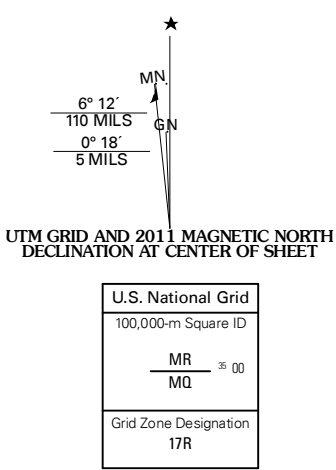 ★
MN.
6° 12´
110 MILS
GN
0° 18´
5 MILS
UTM GRID AND 2011 MAGNETIC NORTH
DECLINATION AT CENTER OF SHEET
U.S. National Grid
100,000-m Square ID
MR
35 00
MQ
Grid Zone Designation
17R